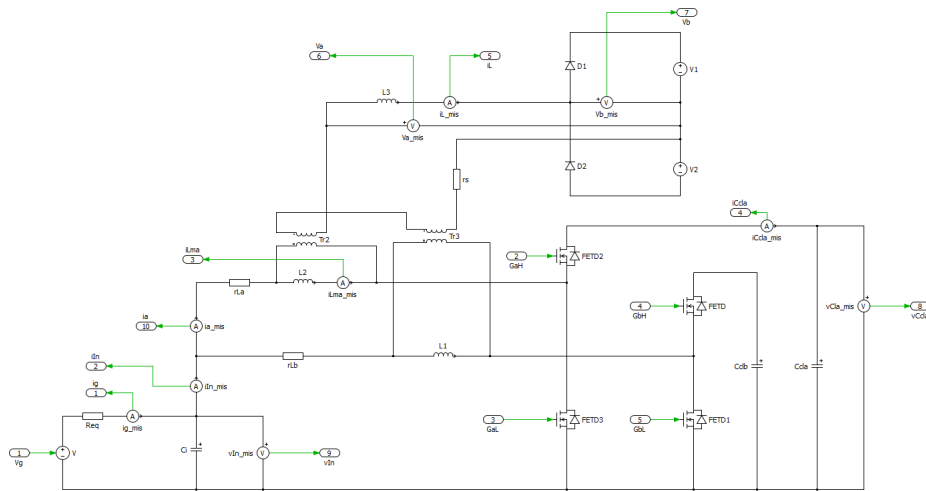 7
Vb
Va
6
5
iL
D1
V1
L3
A
iL_mis
V
Vb_mis
V
Va_mis
D2
V2
rs
iCcla
4
A
iCcla_mis
Tr2
Tr3
iLma
3
2
GaH
FETD2
rLa
L2
A
iLma_mis
4
GbH
FETD
vCla_mis
V
8
vCcla
ia
10
A
ia_mis
L1
rLb
iIn
2
A
iIn_mis
Cdb
Cla
ig
1
Req
A
ig_mis
3
GaL
FETD3
5
GbL
FETD1
1
Vg
V
Ci
vIn_mis
V
9
vIn